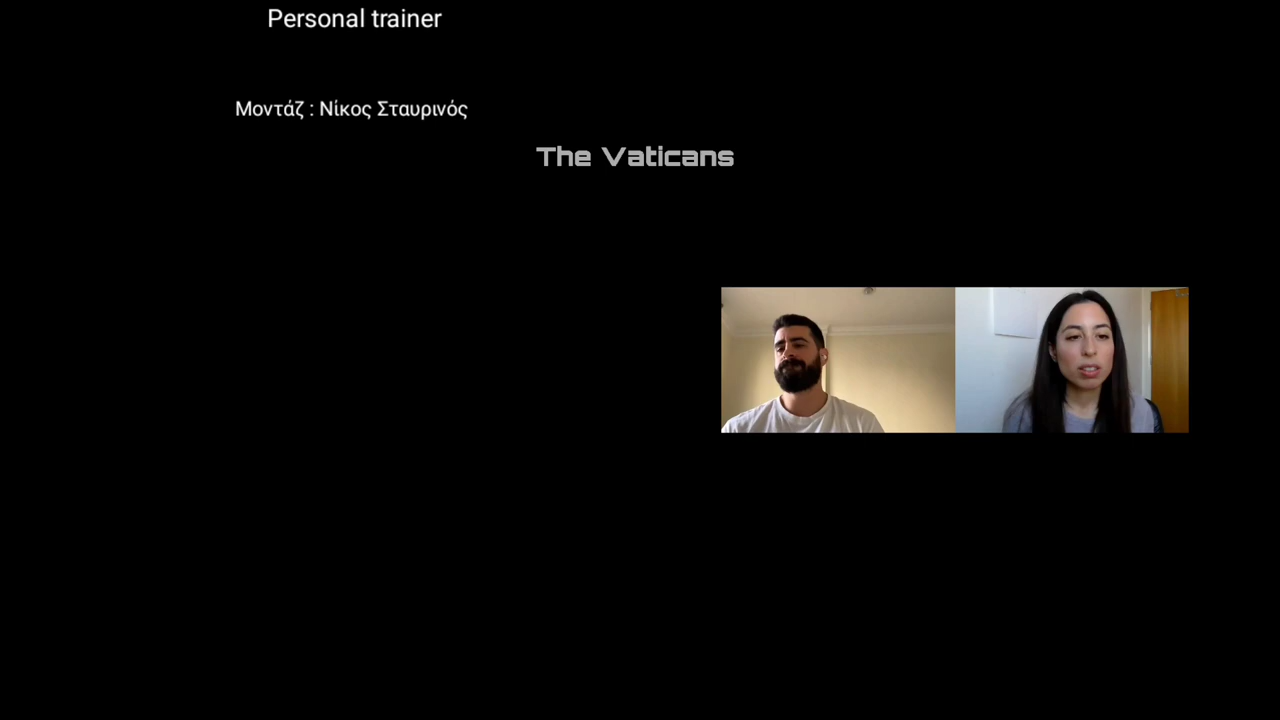 Personal trainer
Μοντάζ : Νίκος Σταυρινός
The Vaticans